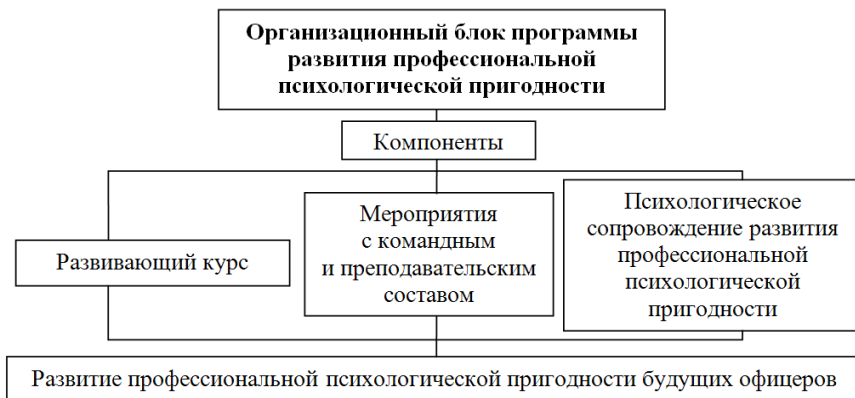 Организационный блок программы
развития профессиональной
психологической пригодности
Компоненты
Развивающий курс
Мероприятия
с командным
и преподавательским
составом
Психологическое
сопровождение развития
профессиональной
психологической
пригодности
Развитие профессиональной психологической пригодности будущих офицеров